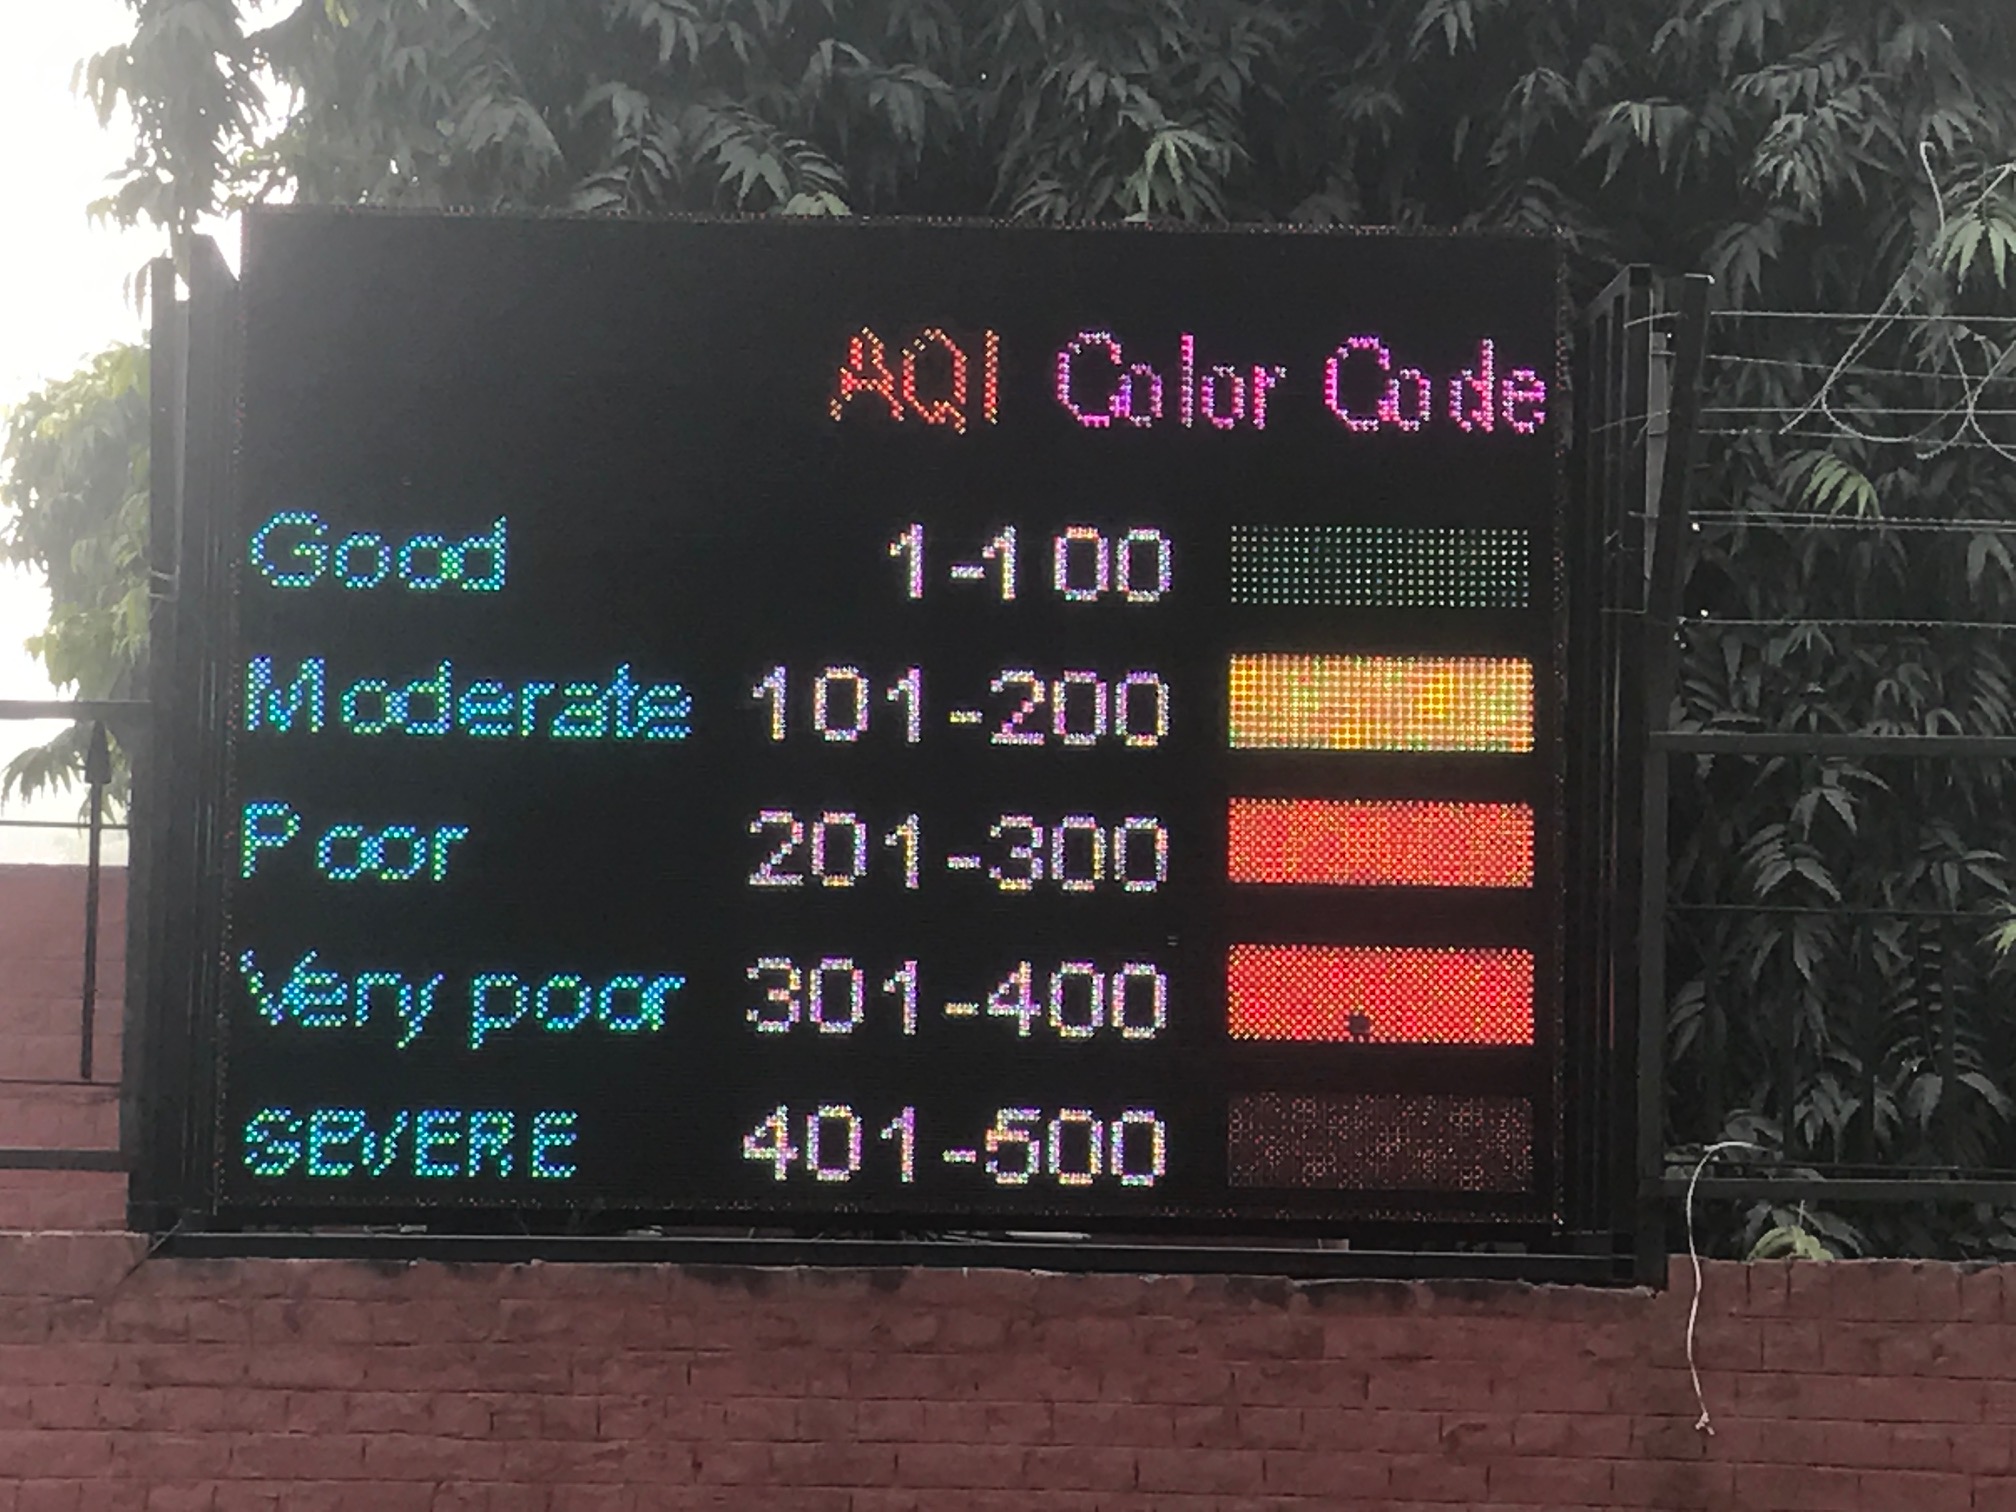 AQI Color Code
Good 1-100
Moderate 101-200
Poor 201-300
Very poor 301-400
SEVERE 401-500